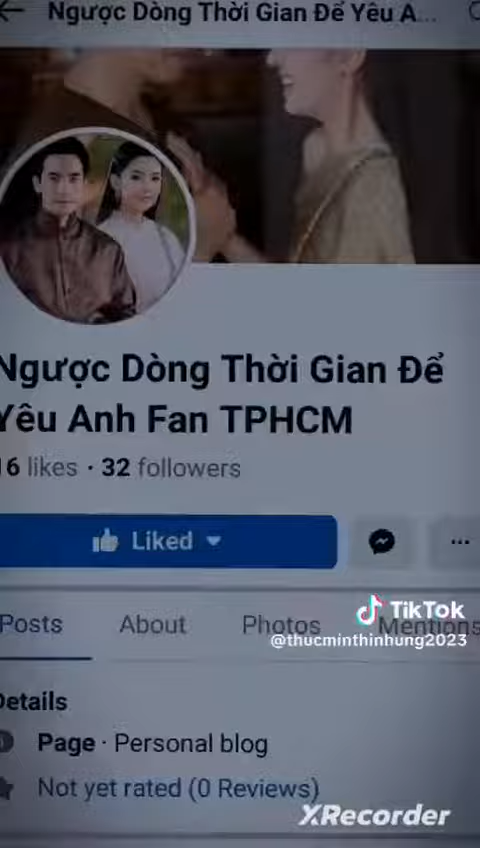 Ngược Dòng Thời Gian Để Yêu A...
Ngược Dòng Thời Gian Để
Yêu Anh Fan TPHCM
16 likes · 32 followers
Liked
Posts About Photos Mentions
TikTok
@thucminthinhung2023
Details
Page · Personal blog
Not yet rated (0 Reviews)
XRecorder